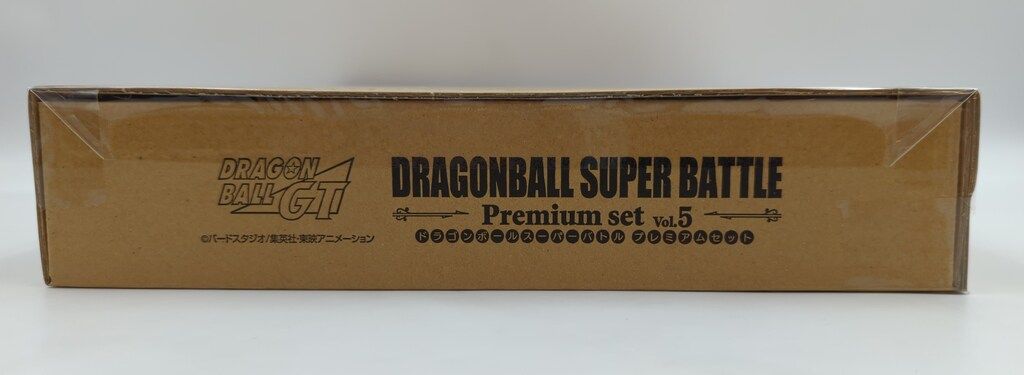 DRAGON
BALL GT
©バードスタジオ/集英社・東映アニメーション
DRAGONBALL SUPER BATTLE
Premium set Vol.5
ドラゴンボールスーパーバトル プレミアムセット